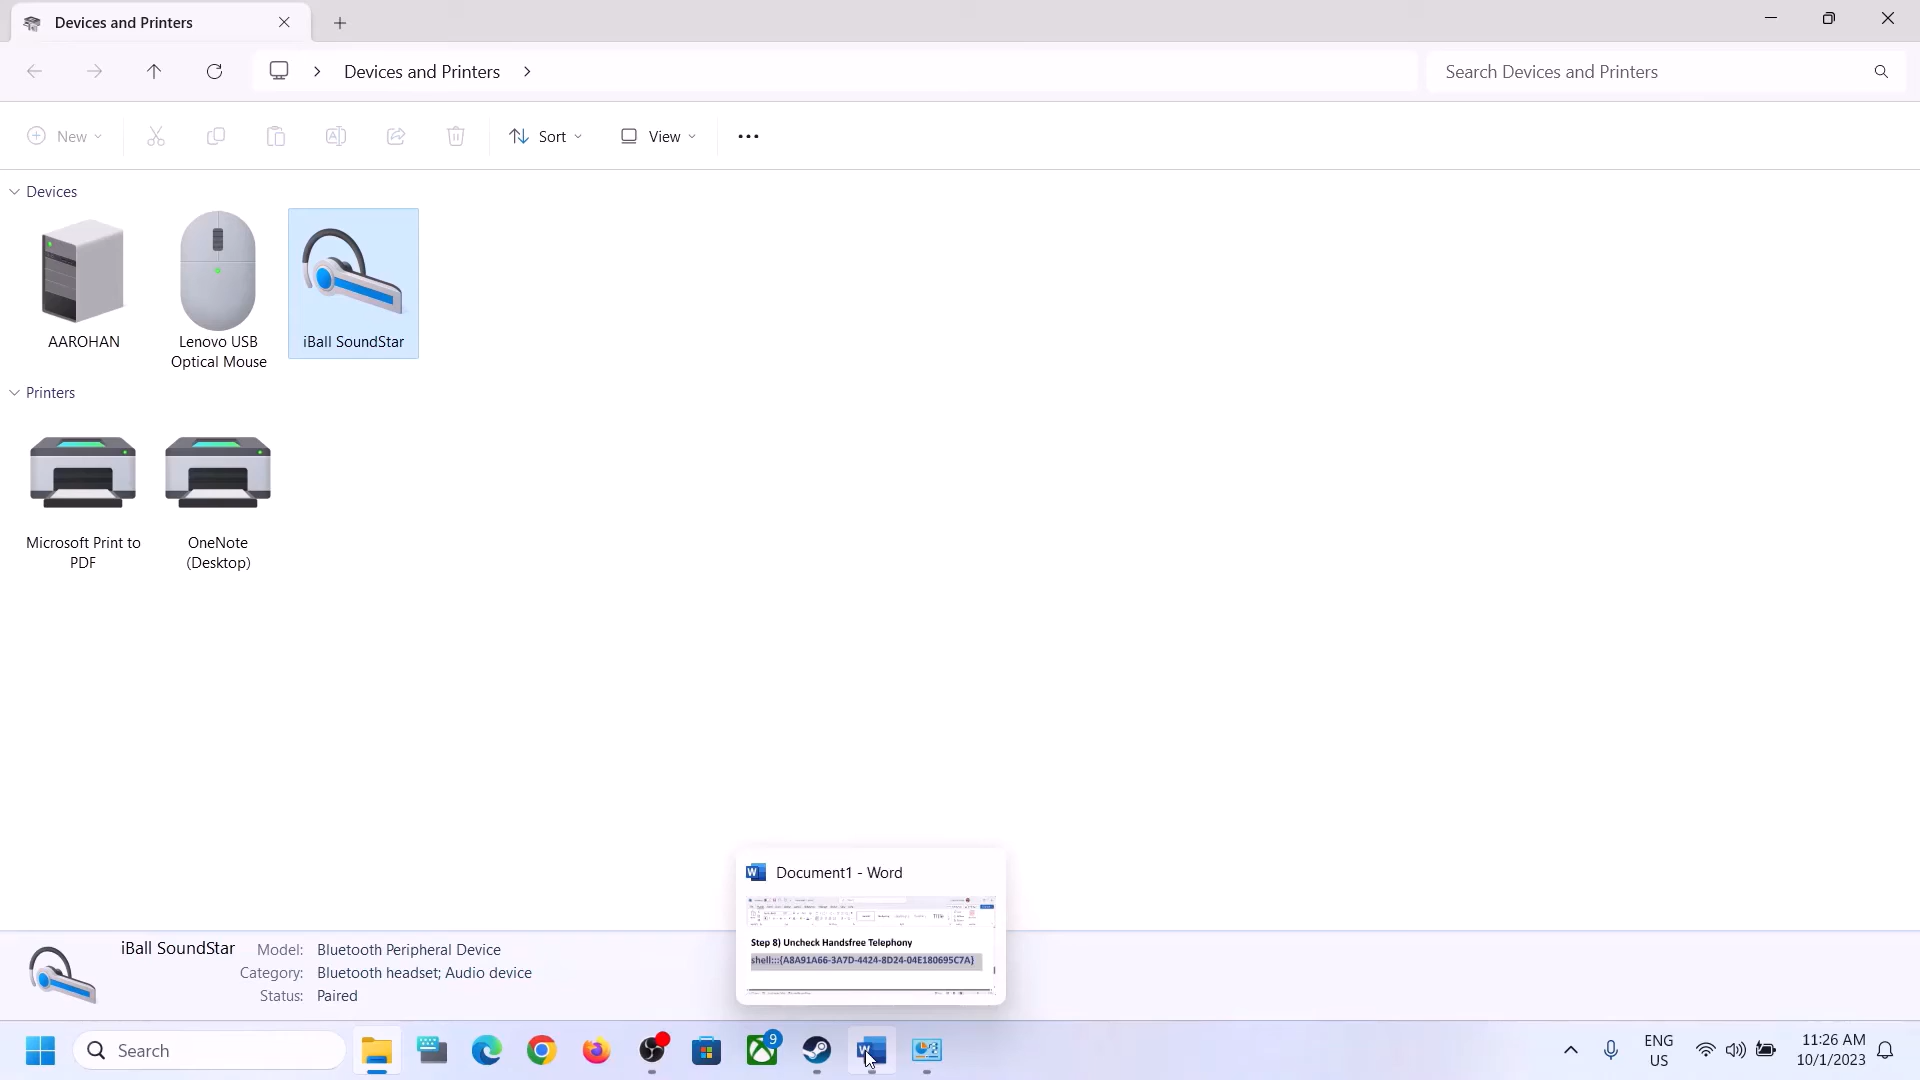 Devices and Printers
Devices and Printers
Search Devices and Printers
New
Sort
View
Devices
AAROHAN
Lenovo USB
Optical Mouse
iBall SoundStar
Printers
Microsoft Print to
PDF
OneNote
(Desktop)
Document1 - Word
Step 8) Uncheck Handsfree Telephony
shell:::{A8A91A66-3A7D-4424-8D24-04E180695C7A}
iBall SoundStar
Model: Bluetooth Peripheral Device
Category: Bluetooth headset; Audio device
Status: Paired
Search
9
ENG
US
11:26 AM
10/1/2023